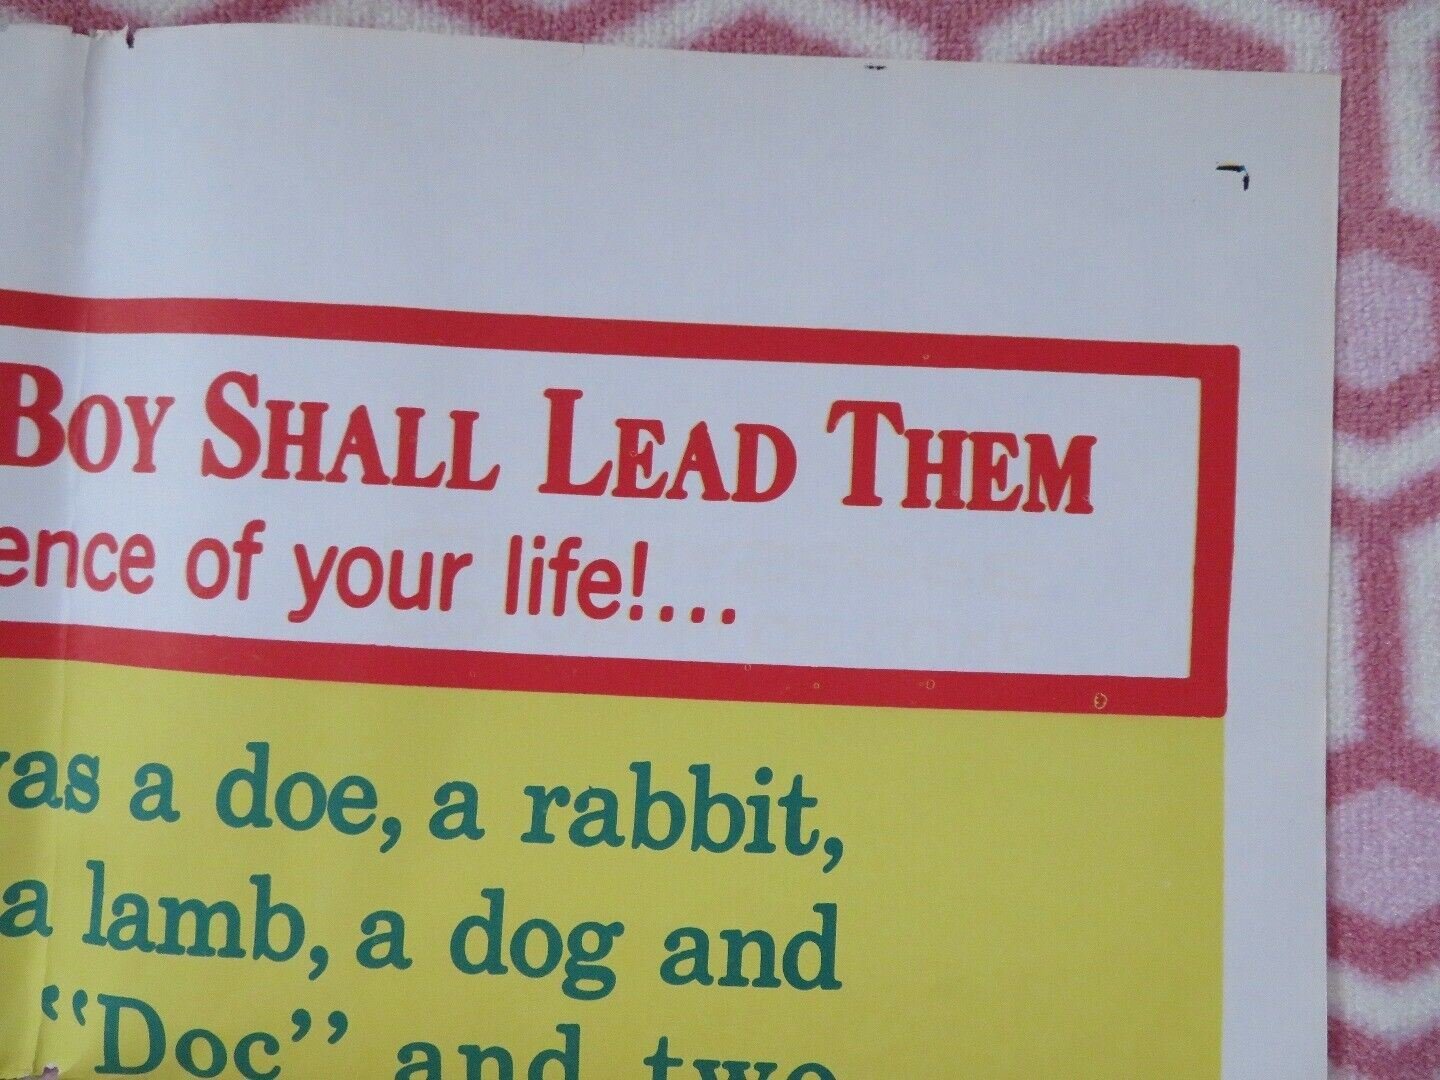 BOY SHALL LEAD THEM
ence of your life!...
as a doe, a rabbit,
a lamb, a dog and
"Doc" and two